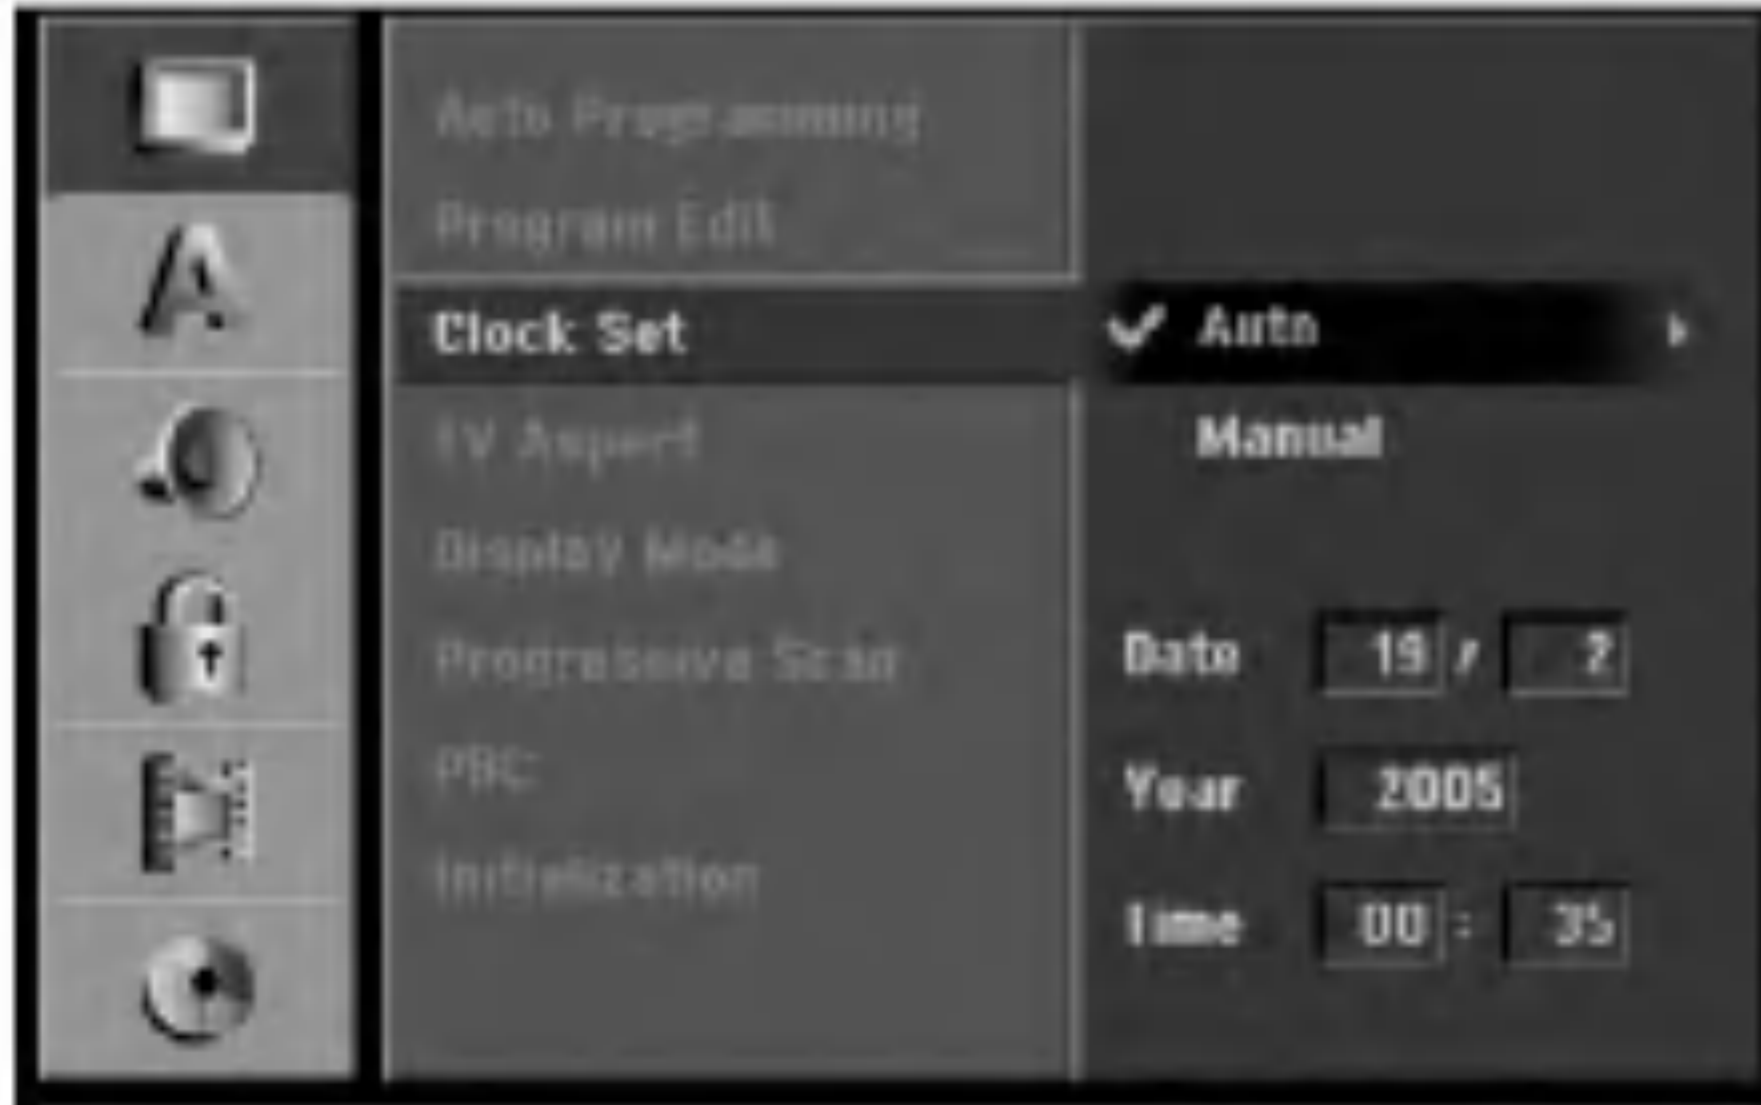 Auto Programming
Program Edit
Clock Set
✔ Auto
Manual
TV Aspect
Display Mode
Progressive Scan
PBC
Initialization
Date 19 / 2
Year 2005
Time 00 : 35